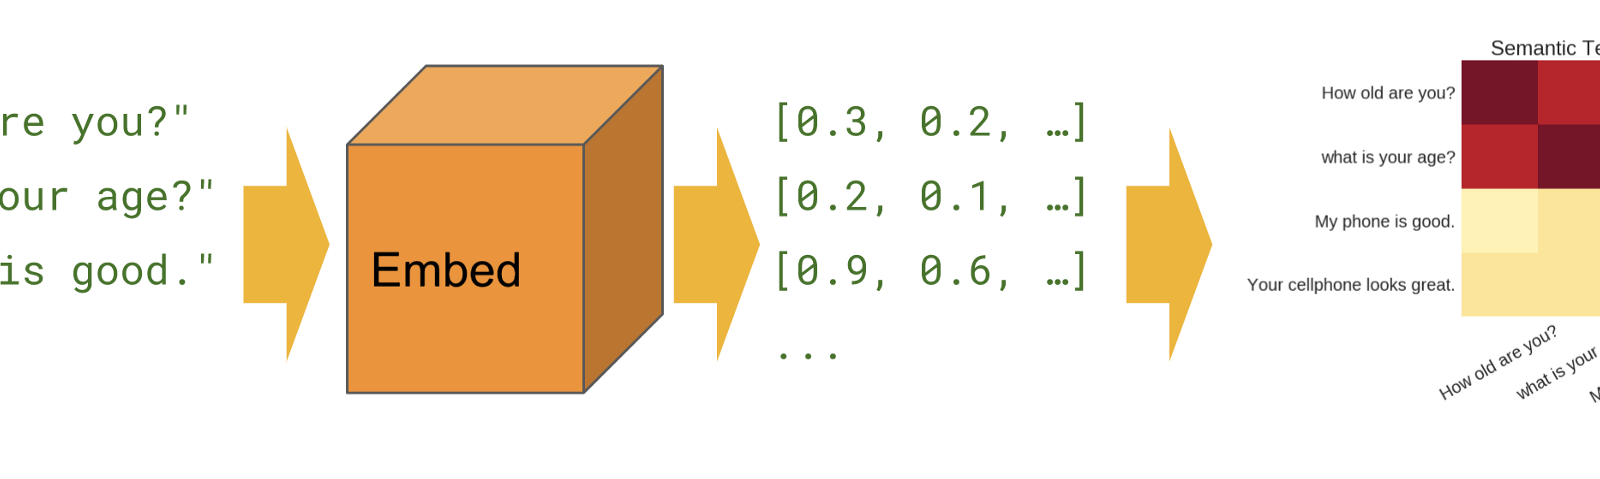 re you?"
our age?"
is good."
Embed
[0.3, 0.2, …]
[0.2, 0.1, …]
[0.9, 0.6, …]
...
Semantic Te
How old are you?
what is your age?
My phone is good.
Your cellphone looks great.
How old are you?
what is your
M